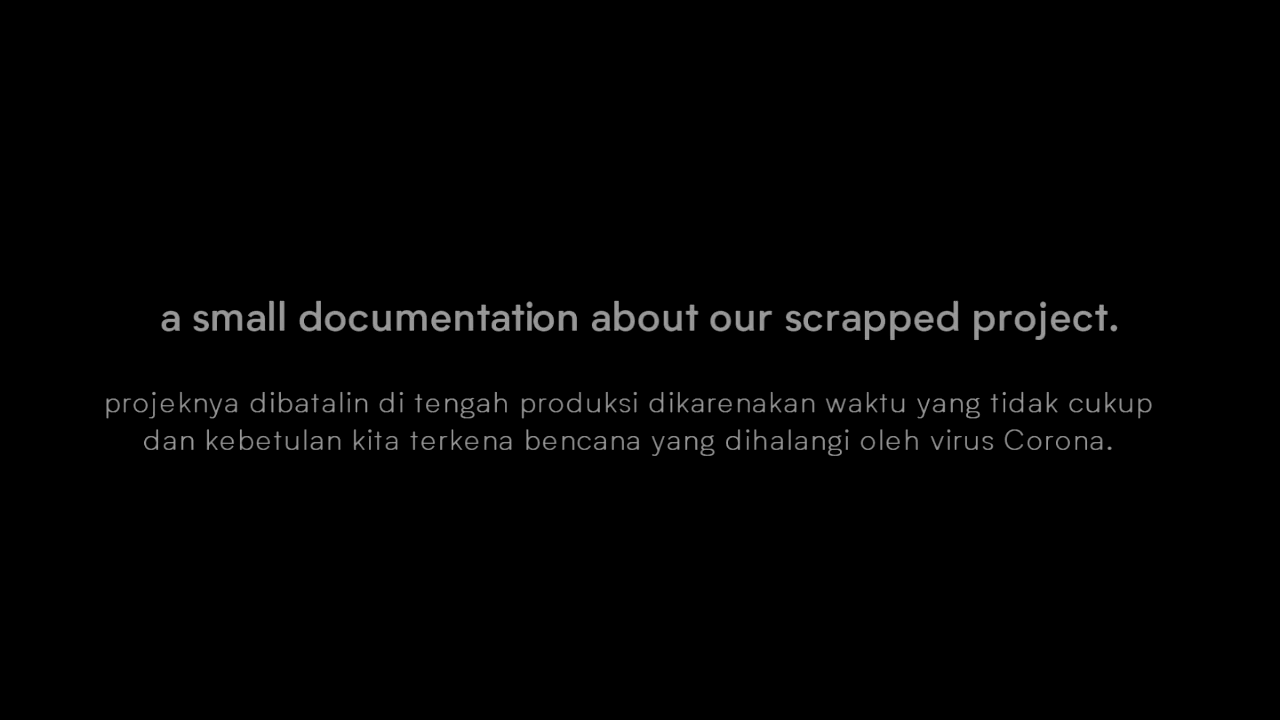 a small documentation about our scrapped project.
projeknya dibatalin di tengah produksi dikarenakan waktu yang tidak cukup
dan kebetulan kita terkena bencana yang dihalangi oleh virus Corona.